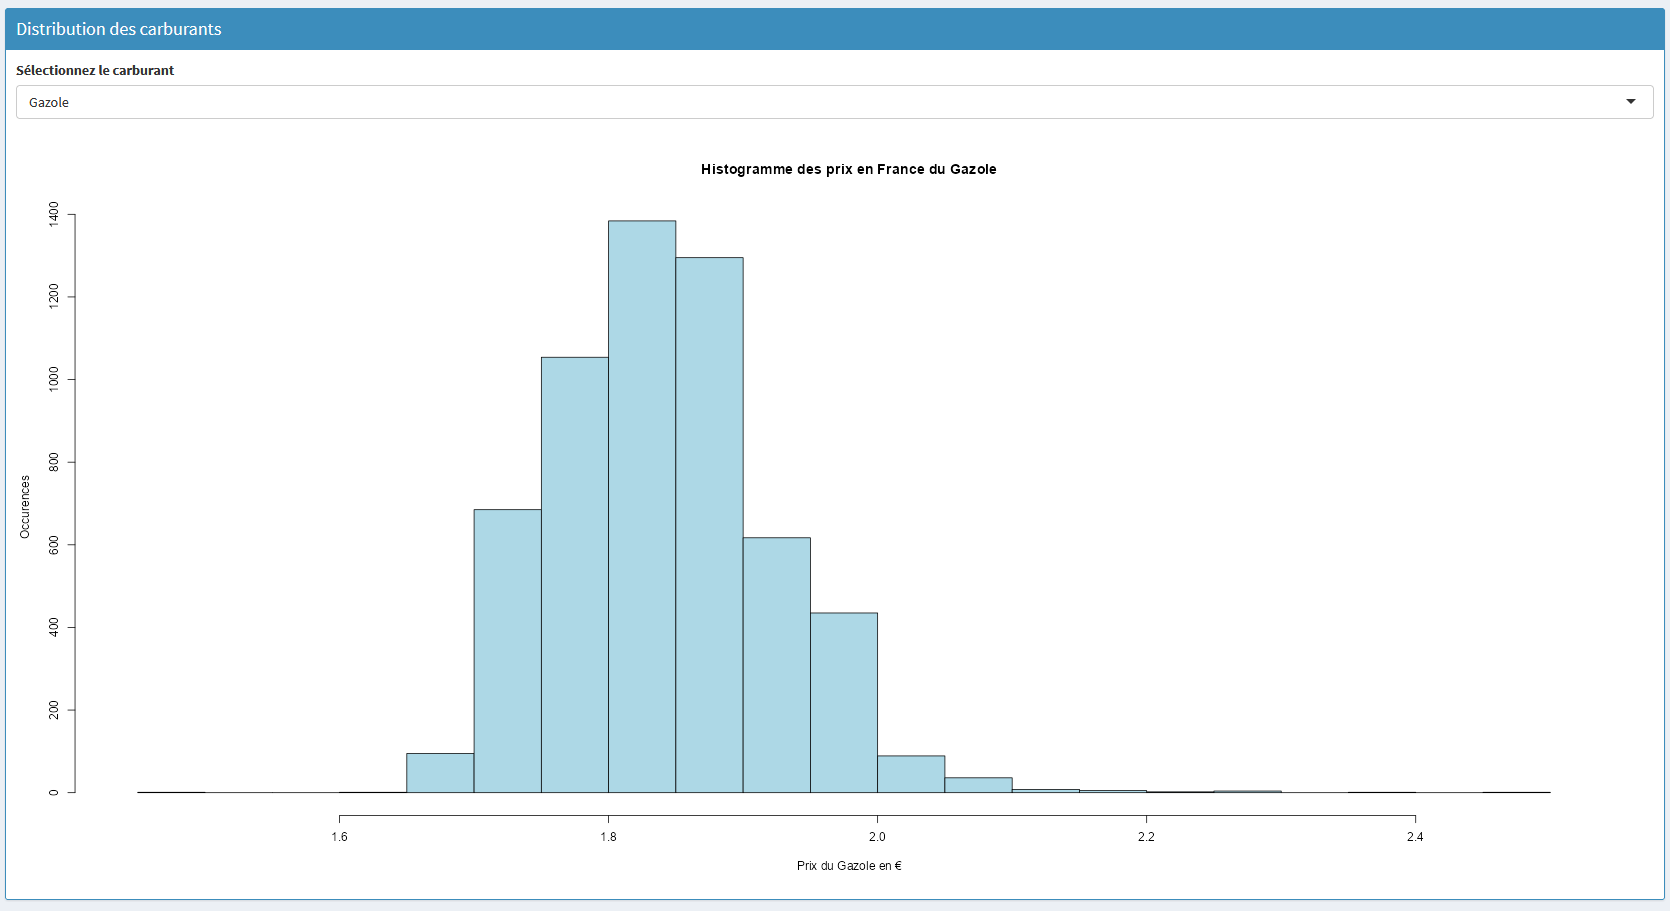 Distribution des carburants
Sélectionnez le carburant
Gazole
Histogramme des prix en France du Gazole
1400
1200
1000
800
600
400
200
0
Occurences
1.6 1.8 2.0 2.2 2.4
Prix du Gazole en €